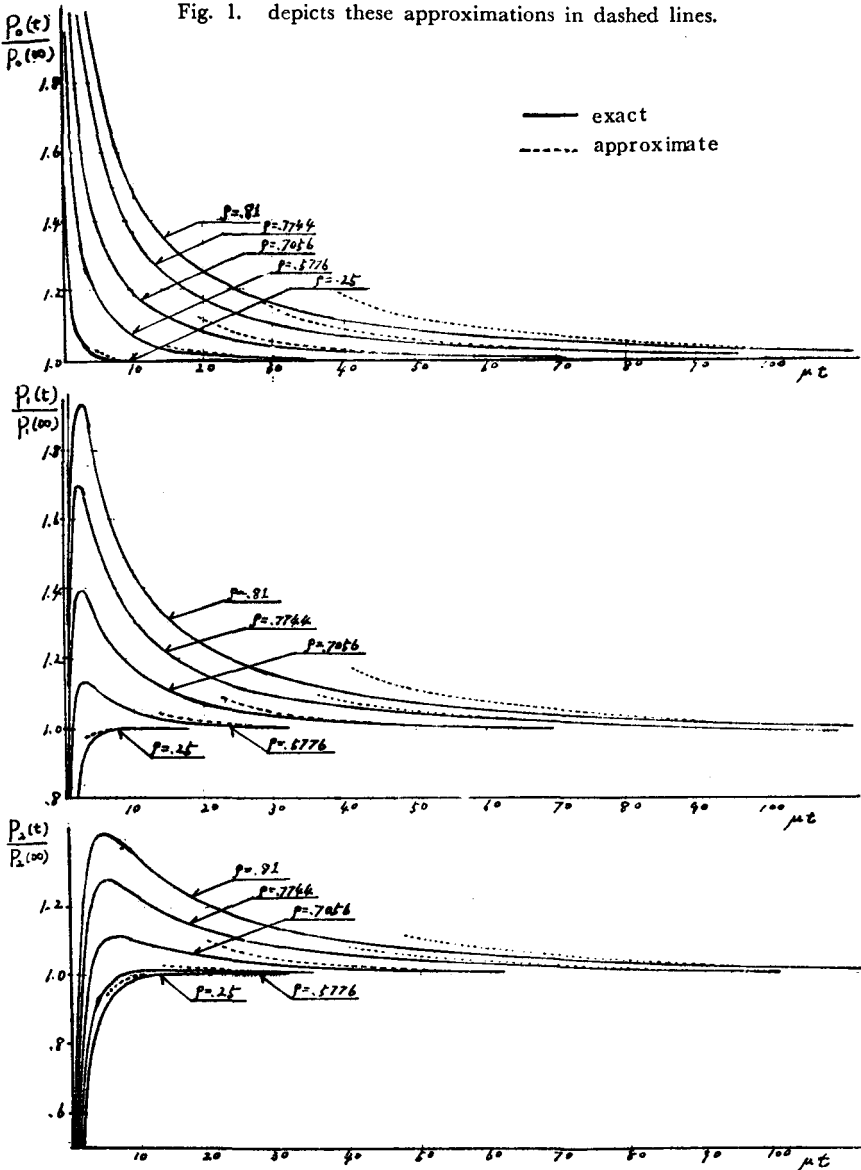 Fig. 1. depicts these approximations in dashed lines.
P₀(t)
P₀(∞)
exact
approximate
1.8
1.6
1.4
1.2
1.0
ρ=.81
ρ=.7744
ρ=.7056
ρ=.5776
ρ=.25
10 20 30 40 50 60 70 80 90 100
μt
P₁(t)
P₁(∞)
1.8
1.6
1.4
1.2
1.0
.8
ρ=.81
ρ=.7744
ρ=.7056
ρ=.25
ρ=.5776
10 20 30 40 50 60 70 80 90 100
μt
P₂(t)
P₂(∞)
1.2
1.0
.8
.6
ρ=.81
ρ=.7744
ρ=.7056
ρ=.25
ρ=.5776
10 20 30 40 50 60 70 80 90 100
μt